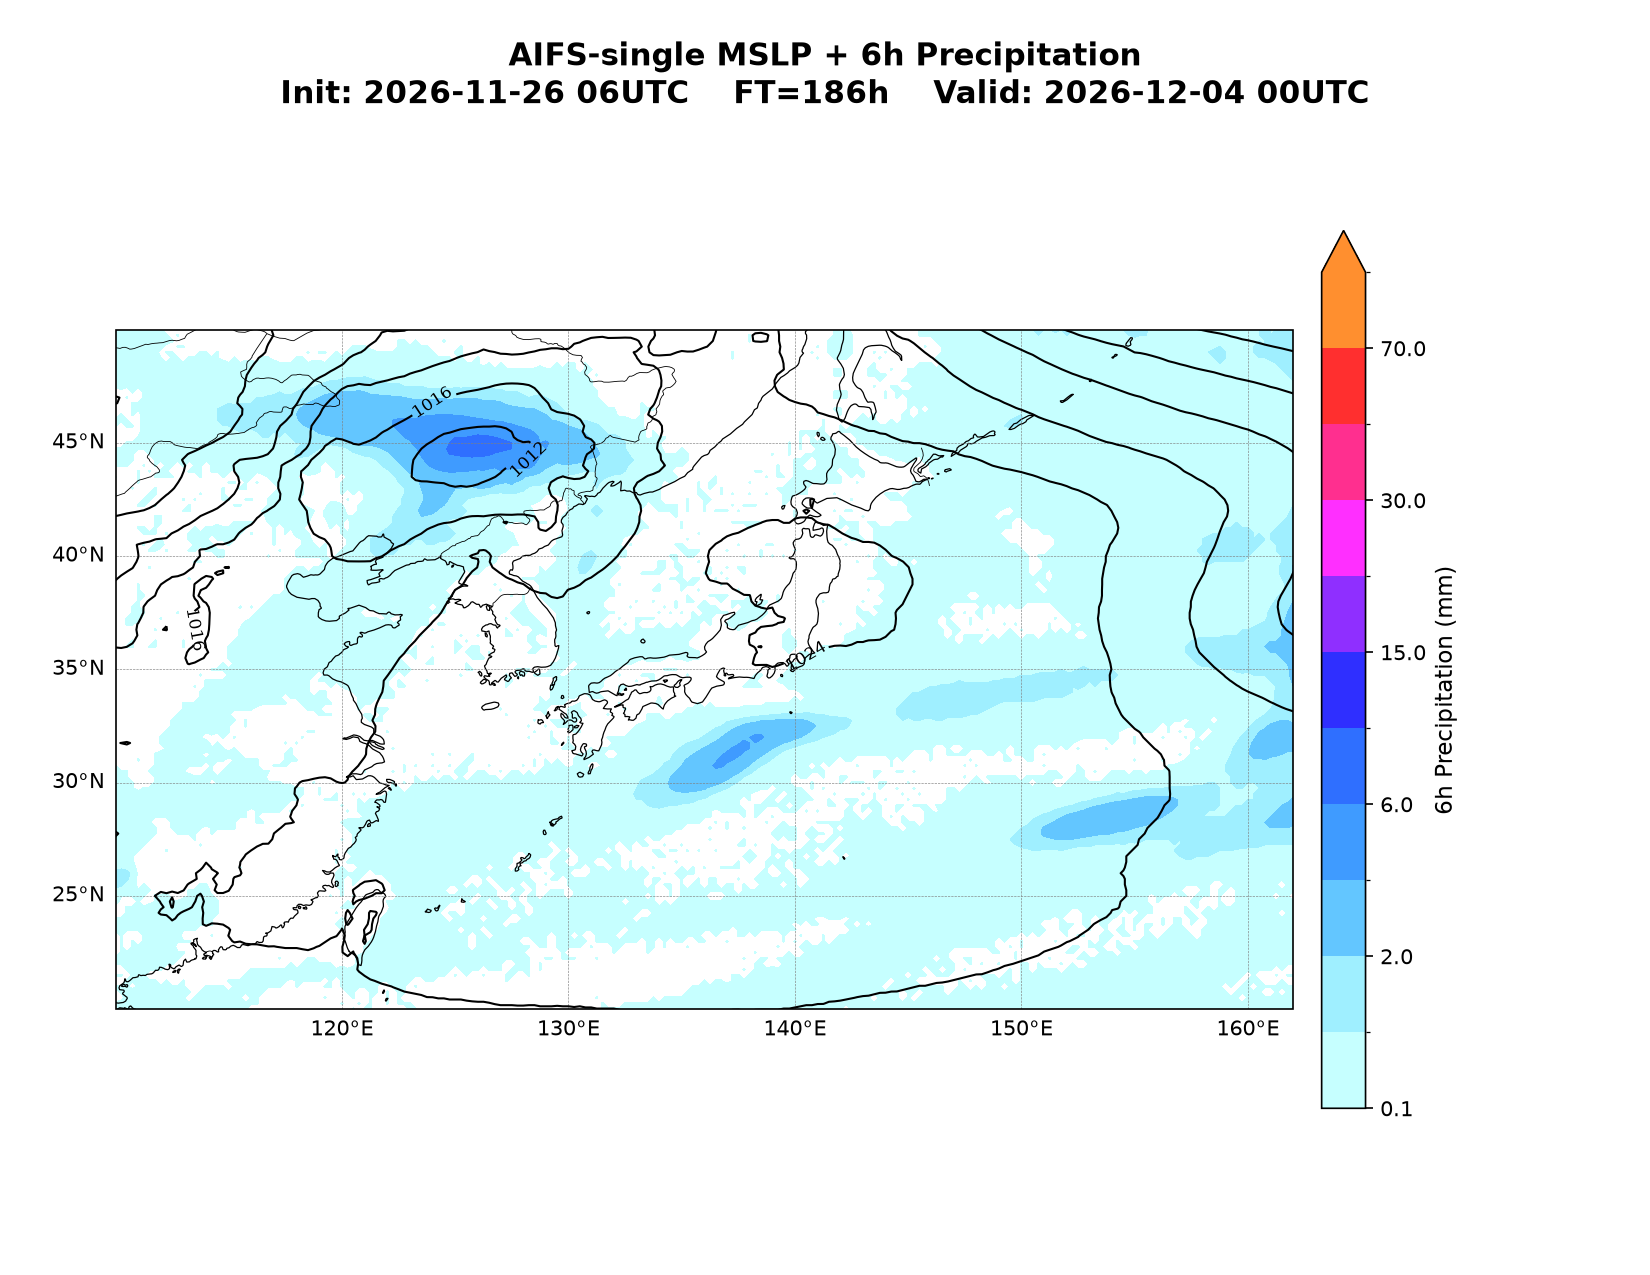 AIFS-single MSLP + 6h Precipitation
Init: 2026-11-26 06UTC    FT=186h    Valid: 2026-12-04 00UTC
70.0
30.0
15.0
6.0
2.0
0.1
6h Precipitation (mm)
45°N
40°N
35°N
30°N
25°N
1016
1012
1016
1024
120°E
130°E
140°E
150°E
160°E